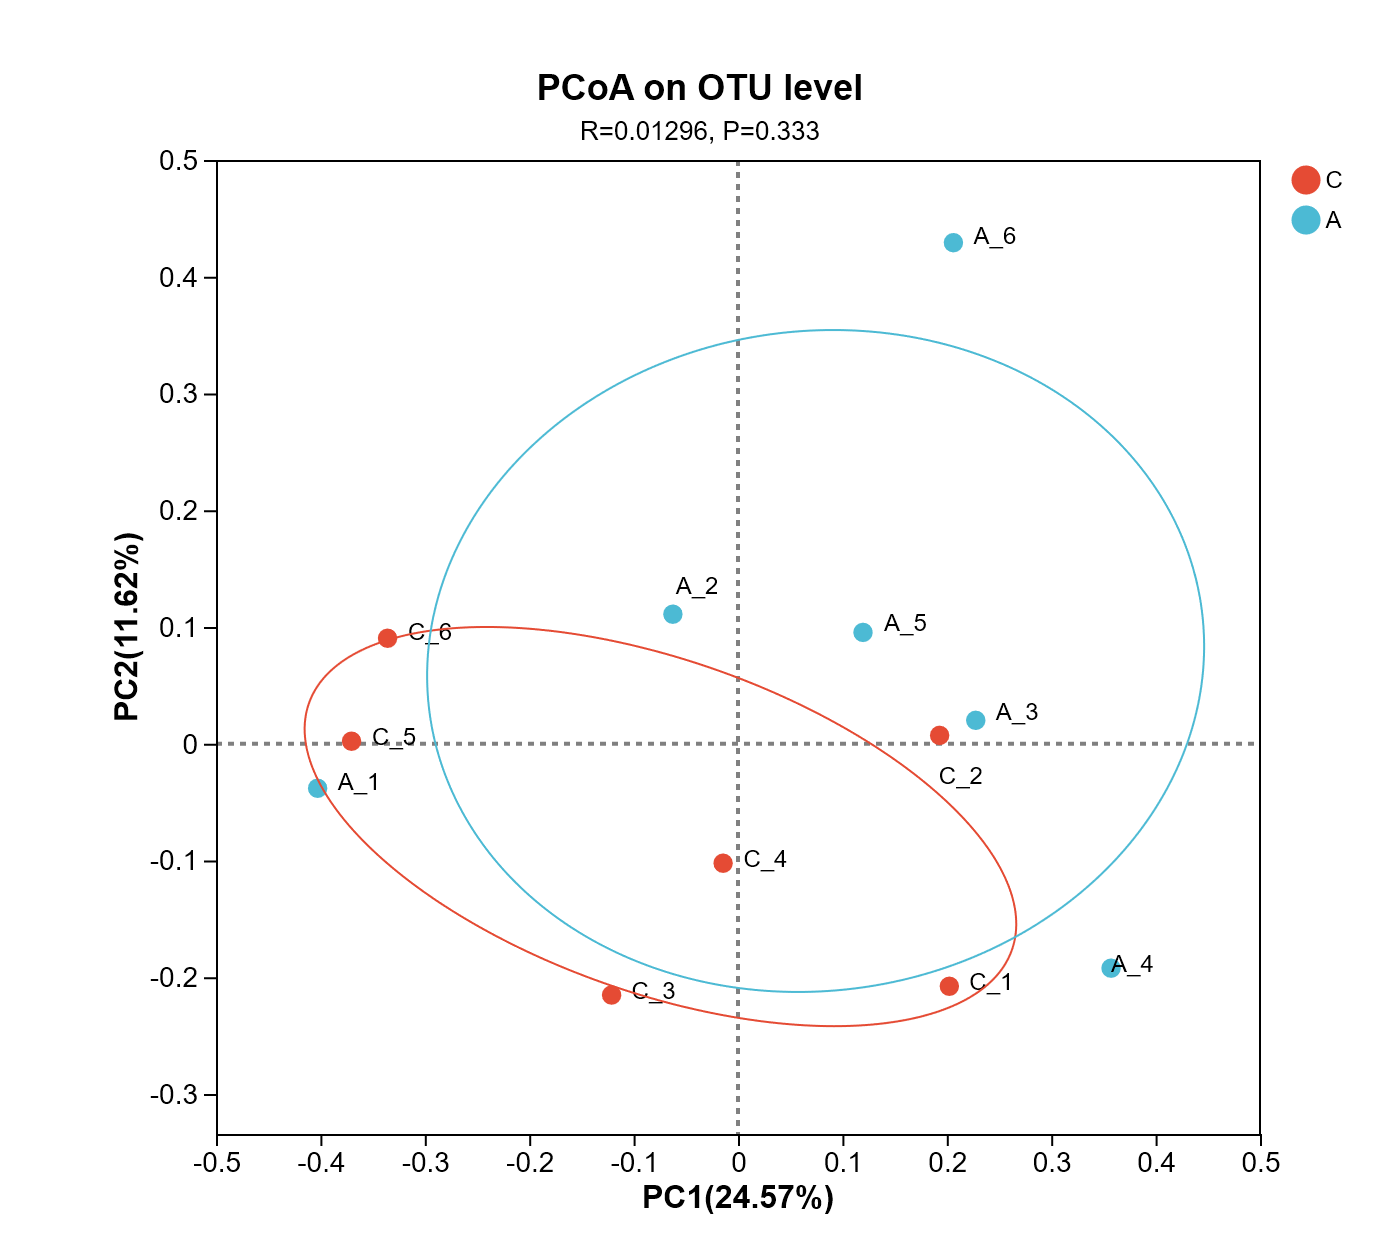 PCoA on OTU level
R=0.01296, P=0.333
0.5
0.4
0.3
0.2
0.1
0
-0.1
-0.2
-0.3
PC2(11.62%)
C
A
A_6
A_2
A_5
C_6
A_3
C_5
C_2
A_1
C_4
A_4
C_1
C_3
-0.5 -0.4 -0.3 -0.2 -0.1 0 0.1 0.2 0.3 0.4 0.5
PC1(24.57%)